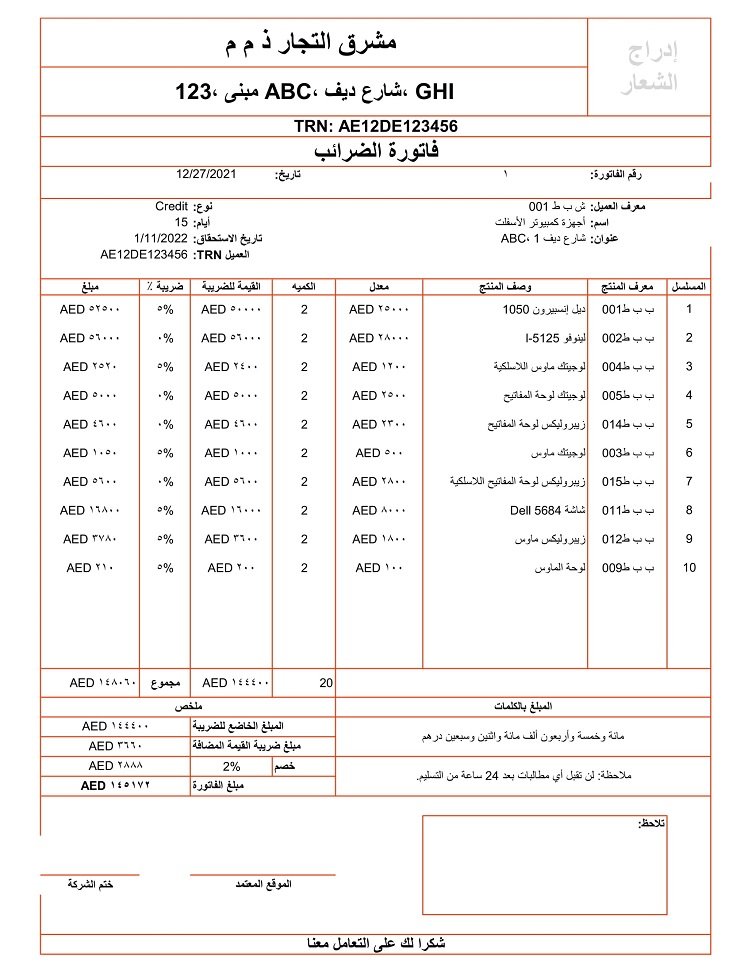 مشرق التجار ذ م م
إدراج
الشعار
123، مبنى ABC، شارع ديف، GHI
TRN: AE12DE123456
فاتورة الضرائب
رقم الفاتورة: ١ تاريخ: 12/27/2021
معرف العميل: ش ب ط 001 نوع: Credit
اسم: أجهزة كمبيوتر الأسفلت أيام: 15
عنوان: شارع ديف 1 ،ABC تاريخ الاستحقاق: 1/11/2022
العميل TRN: AE12DE123456
المسلسل معرف المنتج وصف المنتج معدل الكميه القيمة للضريبة ضريبة ٪ مبلغ
1 ب ب ط001 ديل إنسبيرون 1050 AED ٢٥٠٠٠ 2 AED ٥٠٠٠٠ ٥% AED ٥٢٥٠٠
2 ب ب ط002 لينوفو I-5125 AED ٢٨٠٠٠ 2 AED ٥٦٠٠٠ ٠% AED ٥٦٠٠٠
3 ب ب ط004 لوجيتك ماوس اللاسلكية AED ١٢٠٠ 2 AED ٢٤٠٠ ٥% AED ٢٥٢٠
4 ب ب ط005 لوجيتك لوحة المفاتيح AED ٢٥٠٠ 2 AED ٥٠٠٠ ٠% AED ٥٠٠٠
5 ب ب ط014 زيبروليكس لوحة المفاتيح AED ٢٣٠٠ 2 AED ٤٦٠٠ ٠% AED ٤٦٠٠
6 ب ب ط003 لوجيتك ماوس AED ٥٠٠ 2 AED ١٠٠٠ ٥% AED ١٠٥٠
7 ب ب ط015 زيبروليكس لوحة المفاتيح اللاسلكية AED ٢٨٠٠ 2 AED ٥٦٠٠ ٠% AED ٥٦٠٠
8 ب ب ط011 شاشة Dell 5684 AED ٨٠٠٠ 2 AED ١٦٠٠٠ ٥% AED ١٦٨٠٠
9 ب ب ط012 زيبروليكس ماوس AED ١٨٠٠ 2 AED ٣٦٠٠ ٥% AED ٣٧٨٠
10 ب ب ط009 لوحة الماوس AED ١٠٠ 2 AED ٢٠٠ ٥% AED ٢١٠
20 AED ١٤٤٤٠٠ مجموع AED ١٤٨٠٦٠
المبلغ بالكلمات ملخص
مائة وخمسة وأربعون ألف مائة واثنين وسبعين درهم
المبلغ الخاضع للضريبة AED ١٤٤٤٠٠
مبلغ ضريبة القيمة المضافة AED ٣٦٦٠
ملاحظة: لن تقبل أي مطالبات بعد 24 ساعة من التسليم.
خصم 2% AED ٢٨٨٨
مبلغ الفاتورة AED ١٤٥١٧٢
تلاحظ:
الموقع المعتمد ختم الشركة
شكرا لك على التعامل معنا